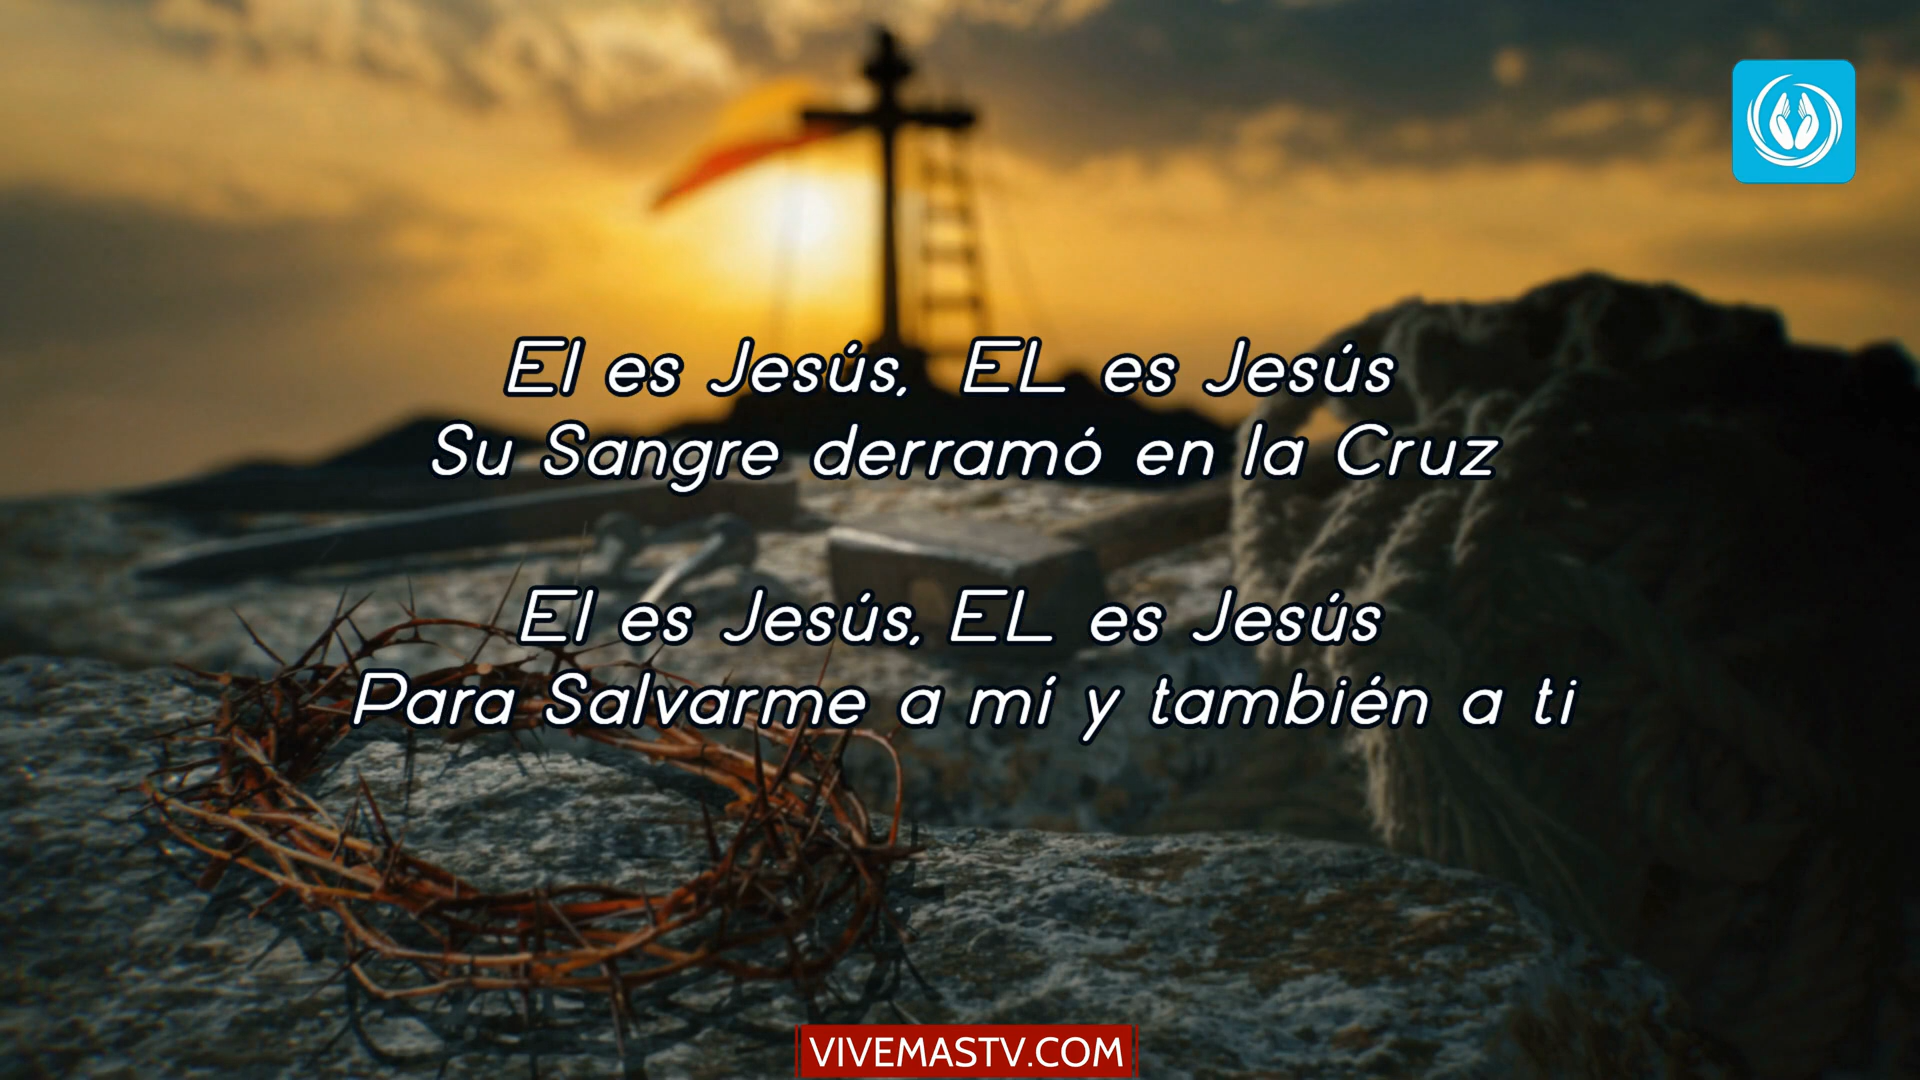 El es Jesús, EL es Jesús
Su Sangre derramó en la Cruz
El es Jesús, EL es Jesús
Para Salvarme a mí y también a ti
VIVEMASTV.COM